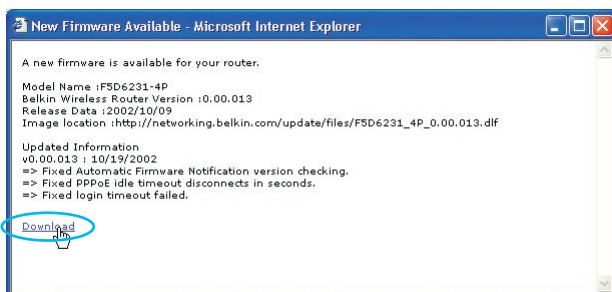 New Firmware Available - Microsoft Internet Explorer
A new firmware is available for your router.
Model Name :F5D6231-4P
Belkin Wireless Router Version :0.00.013
Release Data :2002/10/09
Image location :http://networking.belkin.com/update/files/F5D6231_4P_0.00.013.dlf
Updated Information
v0.00.013 : 10/19/2002
=> Fixed Automatic Firmware Notification version checking.
=> Fixed PPPoE idle timeout disconnects in seconds.
=> Fixed login timeout failed.
Download